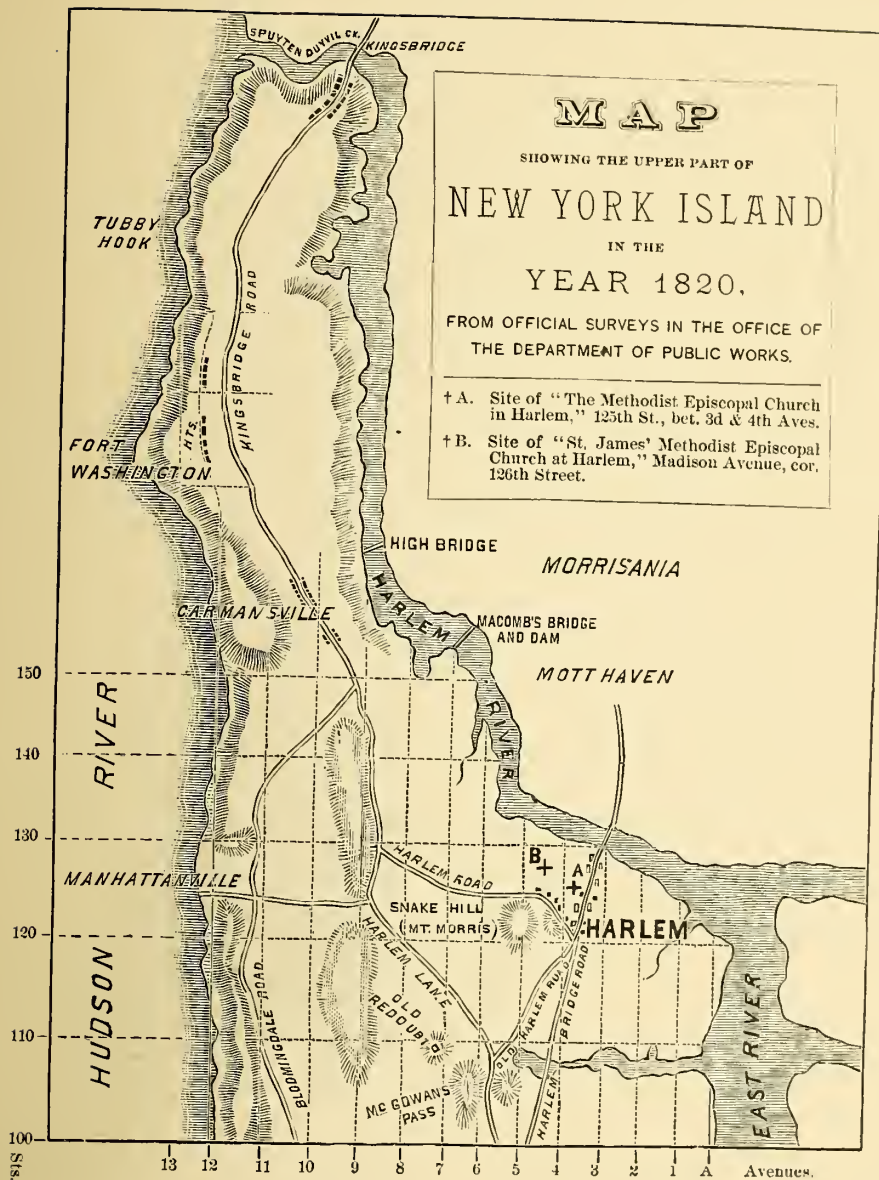 SPUYTEN DUYVIL CK.
KINGSBRIDGE
MAP
SHOWING THE UPPER PART OF
NEW YORK ISLAND
IN THE
YEAR 1820,
FROM OFFICIAL SURVEYS IN THE OFFICE OF
THE DEPARTMENT OF PUBLIC WORKS.
† A. Site of "The Methodist Episcopal Church
in Harlem," 125th St., bet. 3d & 4th Aves.
† B. Site of "St. James' Methodist Episcopal
Church at Harlem," Madison Avenue, cor.
126th Street.
TUBBY
HOOK
KINGSBRIDGE ROAD
HTS.
FORT
WASHINGTON
HIGH BRIDGE
MORRISANIA
HARLEM
RIVER
CARMANSVILLE
MACOMB'S BRIDGE
AND DAM
MOTT HAVEN
150
140
130
120
110
100
HUDSON
RIVER
MANHATTANVILLE
HARLEM ROAD
B
A
SNAKE HILL
(MT. MORRIS)
HARLEM
HARLEM LANE
OLD
REDOUBT
OLD HARLEM ROAD
HARLEM BRIDGE ROAD
BLOOMINGDALE ROAD
MC GOWANS
PASS
EAST RIVER
Sts.
13 12 11 10 9 8 7 6 5 4 3 2 1 A Avenues.